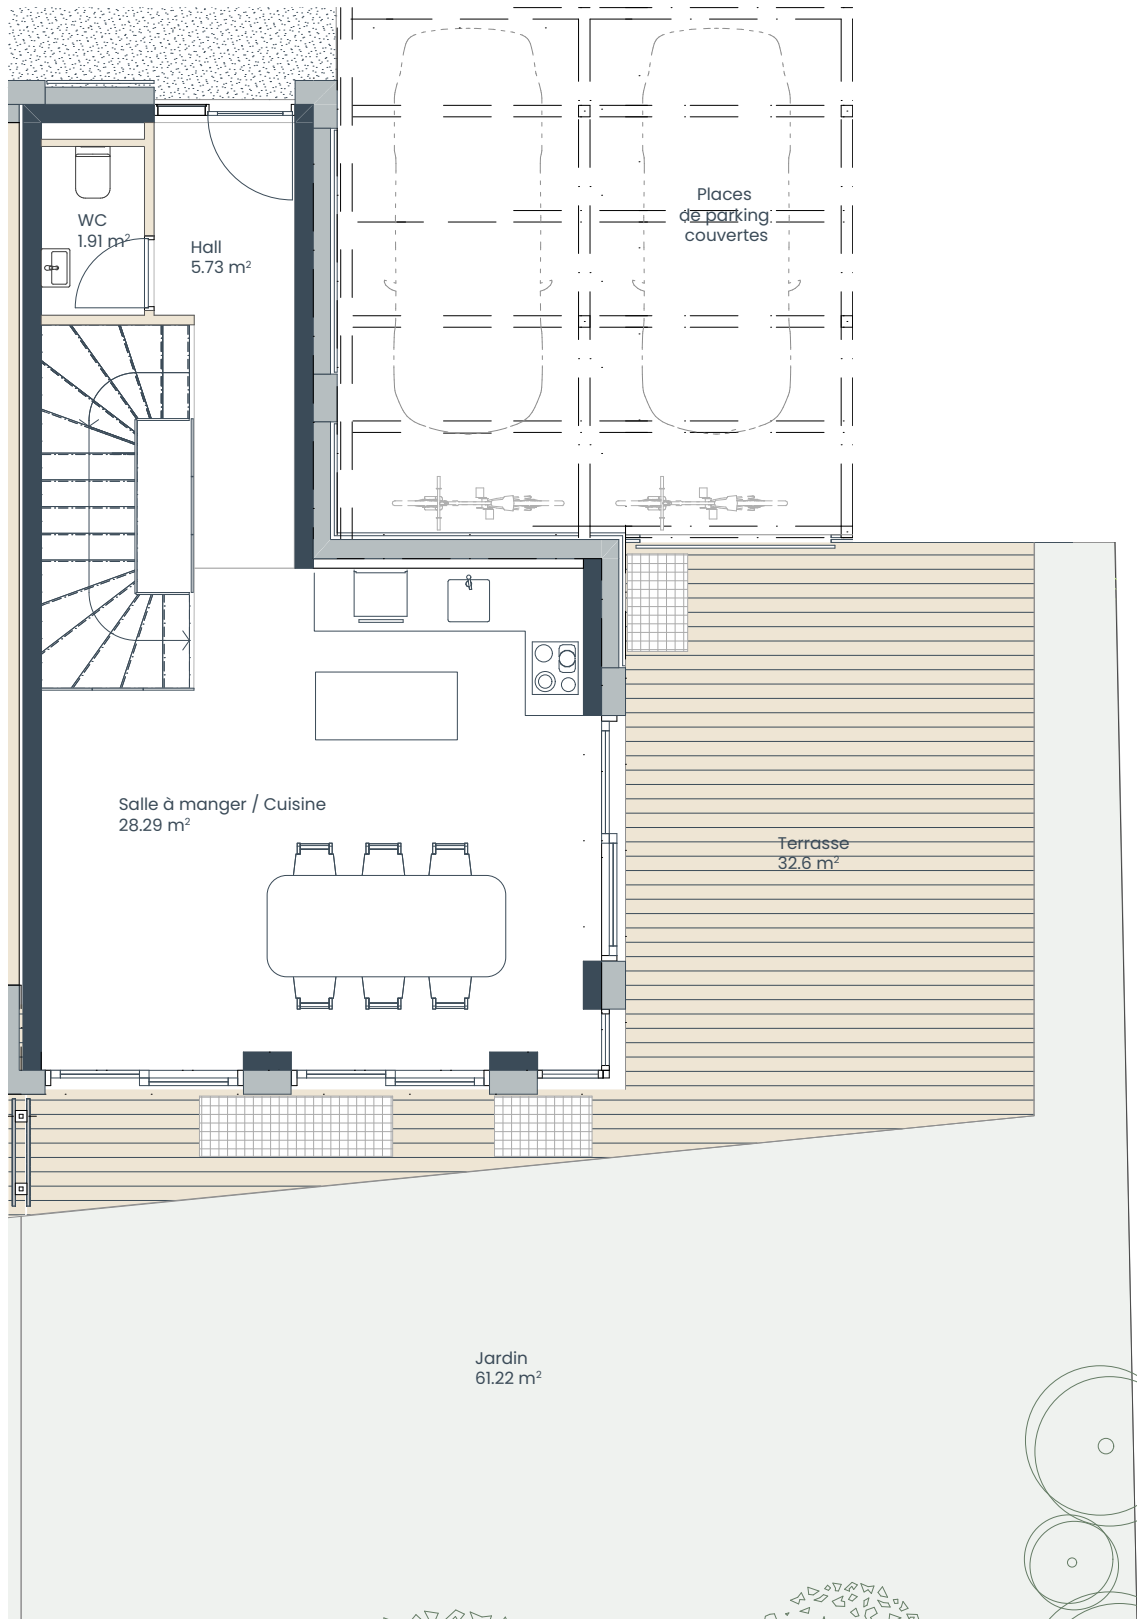 Places
de parking
couvertes
WC
1.91 m²
Hall
5.73 m²
Salle à manger / Cuisine
28.29 m²
Terrasse
32.6 m²
Jardin
61.22 m²